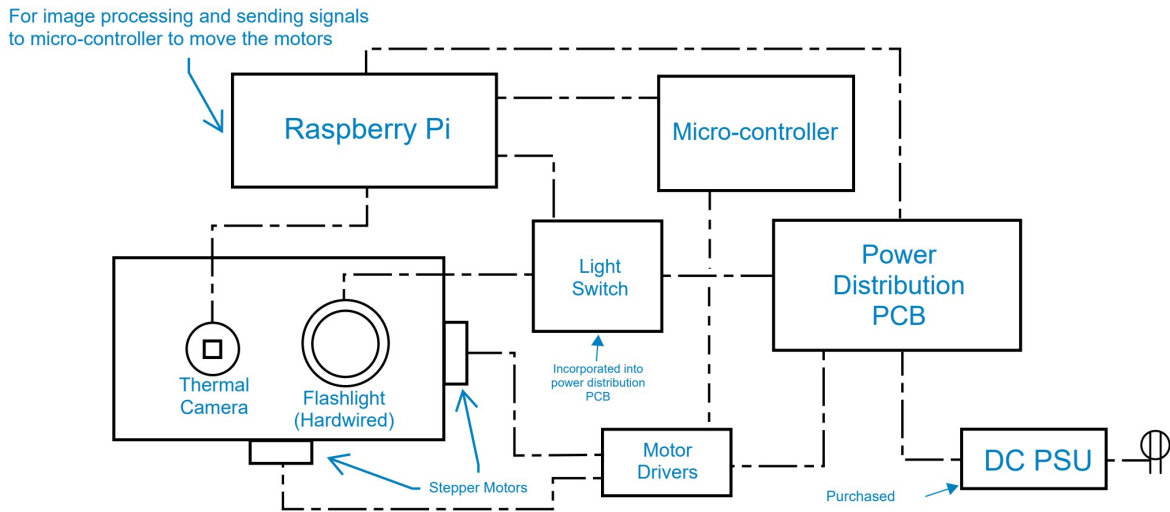 For image processing and sending signals
to micro-controller to move the motors
Raspberry Pi
Micro-controller
Light
Switch
Power
Distribution
PCB
Incorporated into
power distribution
PCB
Thermal
Camera
Flashlight
(Hardwired)
Stepper Motors
Motor
Drivers
DC PSU
Purchased